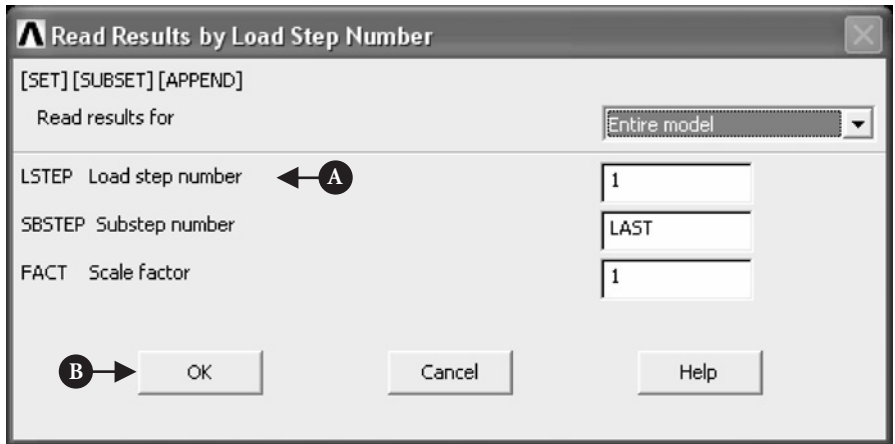 Read Results by Load Step Number
[SET] [SUBSET] [APPEND]
Read results for Entire model
LSTEP Load step number A 1
SBSTEP Substep number LAST
FACT Scale factor 1
B OK Cancel Help